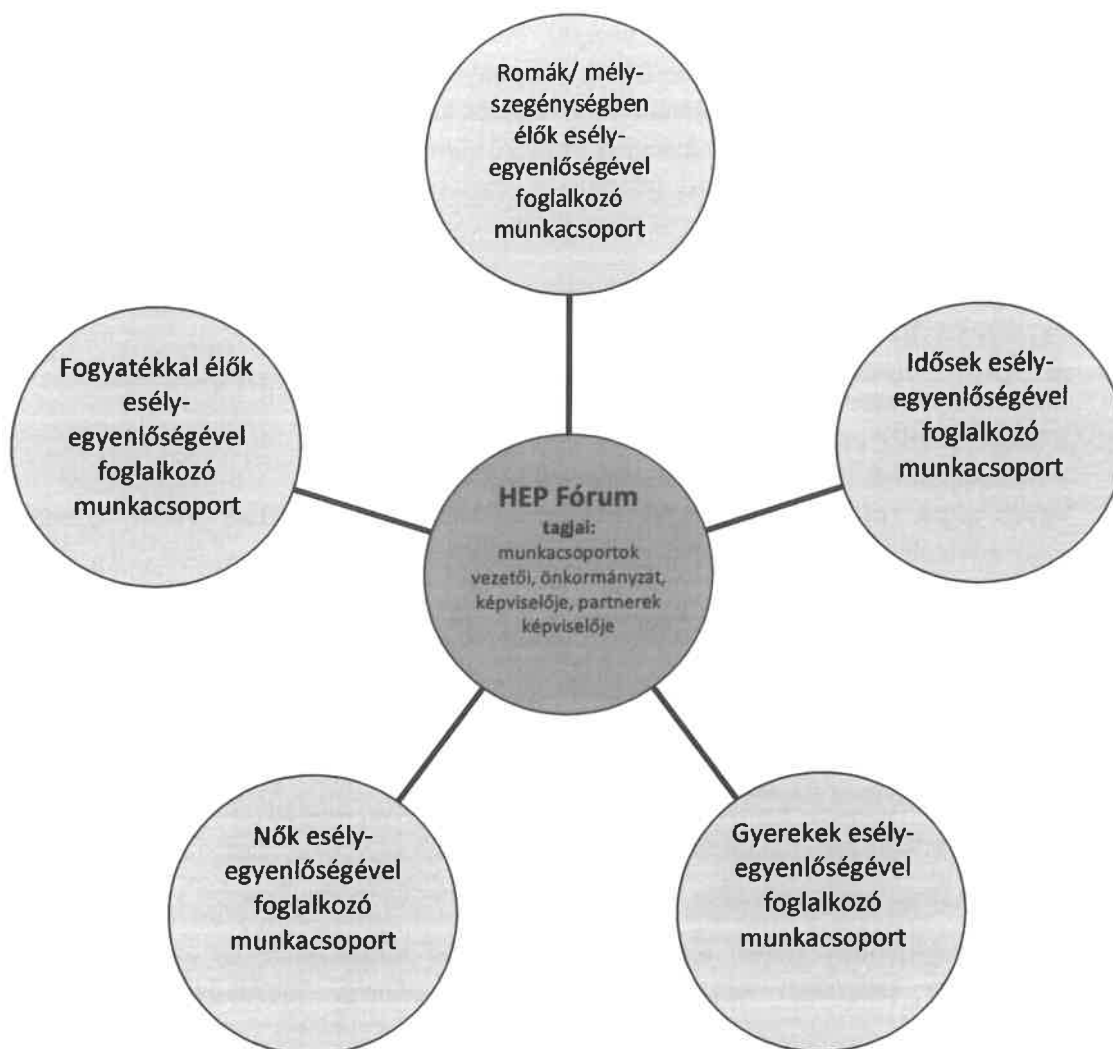 Romák/ mély-
szegénységben
élők esély-
egyenlőségével
foglalkozó
munkacsoport
Fogyatékkal élők
esély-
egyenlőségével
foglalkozó
munkacsoport
Idősek esély-
egyenlőségével
foglalkozó
munkacsoport
HEP Fórum
tagjai:
munkacsoportok
vezetői, önkormányzat,
képviselője, partnerek
képviselője
Nők esély-
egyenlőségével
foglalkozó
munkacsoport
Gyerekek esély-
egyenlőségével
foglalkozó
munkacsoport